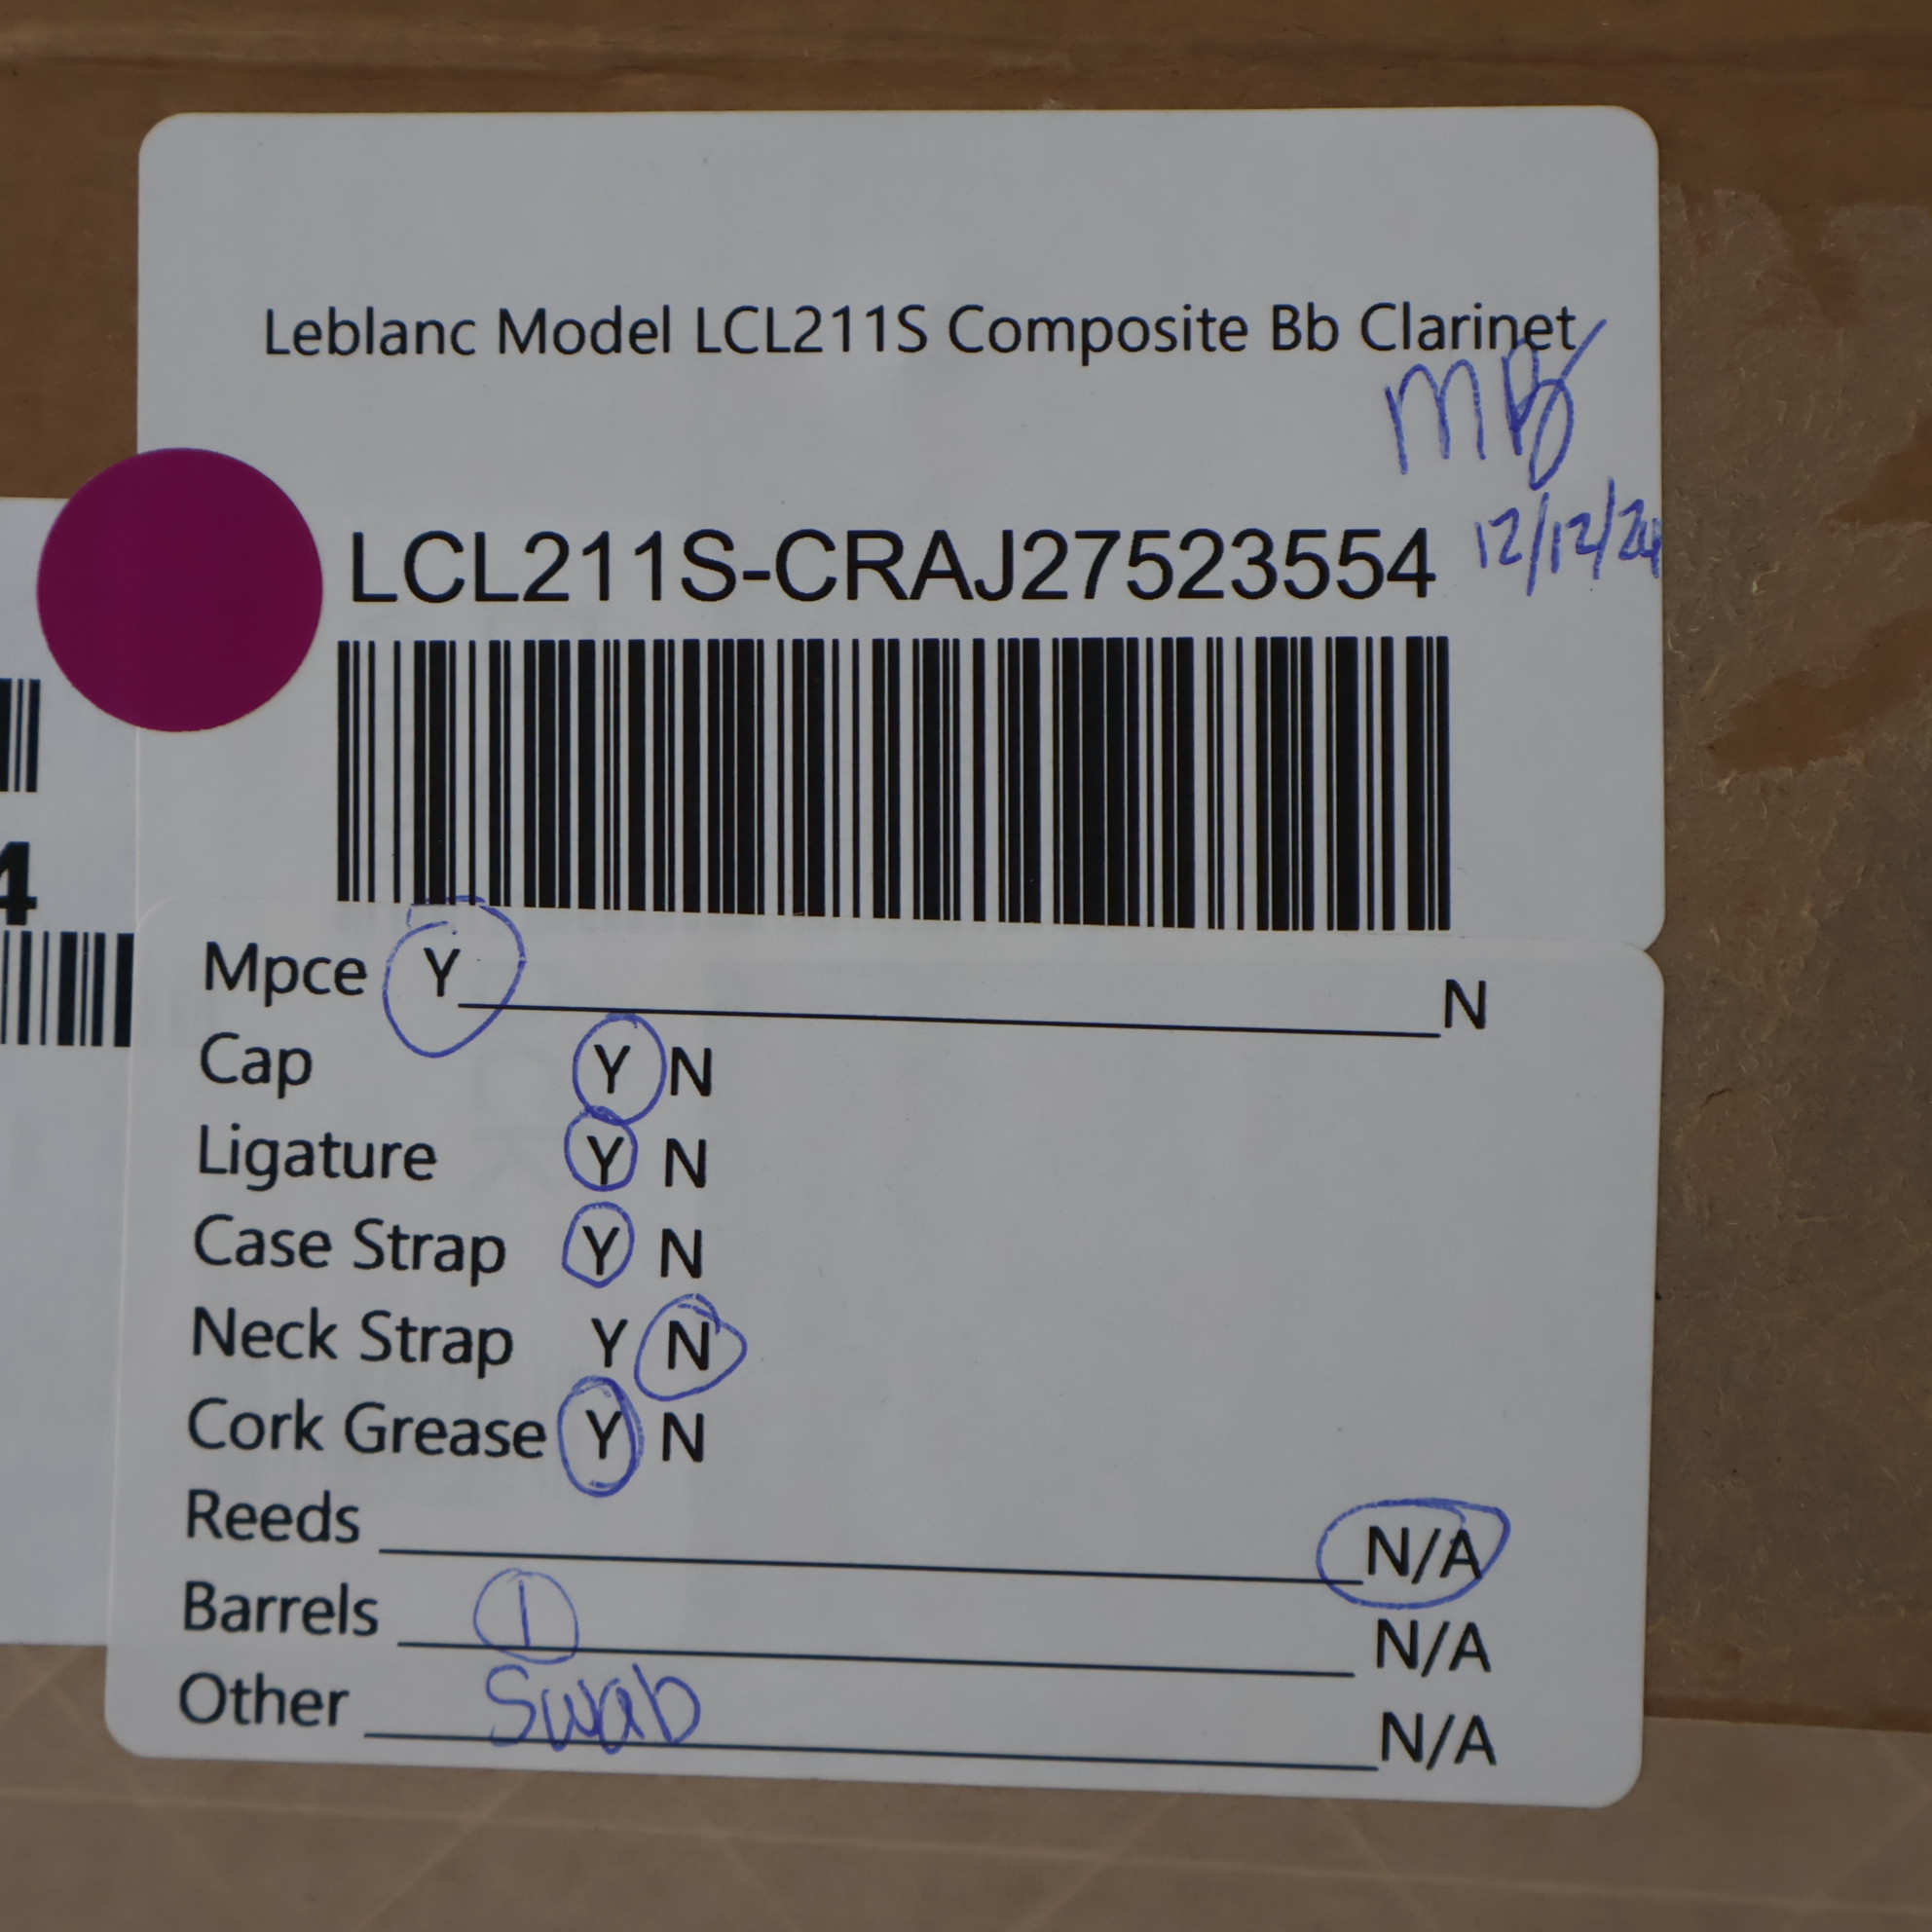 Leblanc Model LCL211S Composite Bb Clarinet
MB
12/12/24
LCL211S-CRAJ27523554
4
Mpce Y N
Cap Y N
Ligature Y N
Case Strap Y N
Neck Strap Y N
Cork Grease Y N
Reeds N/A
Barrels 1 N/A
Other Swab N/A